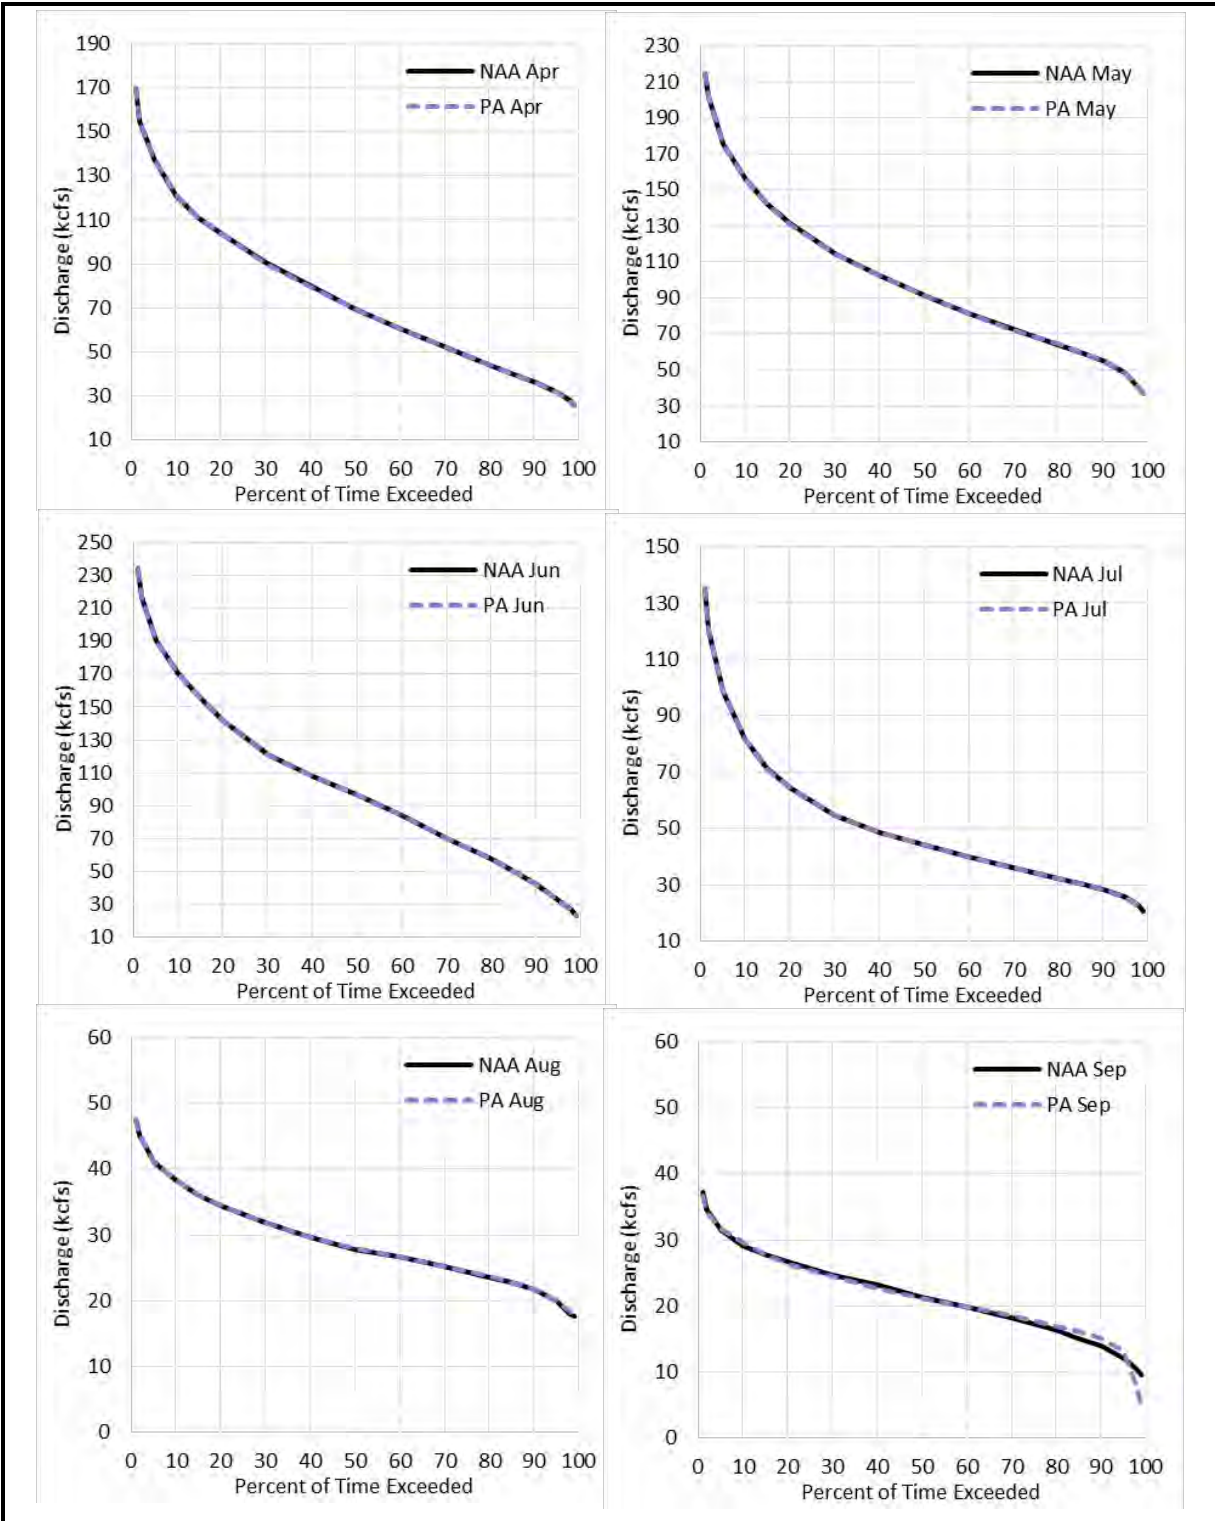 190
170
150
130
110
90
70
50
30
10
Discharge (kcfs)
NAA Apr
PA Apr
0 10 20 30 40 50 60 70 80 90 100
Percent of Time Exceeded
230
210
190
170
150
130
110
90
70
50
30
10
Discharge (kcfs)
NAA May
PA May
0 10 20 30 40 50 60 70 80 90 100
Percent of Time Exceeded
250
230
210
190
170
150
130
110
90
70
50
30
10
Discharge (kcfs)
NAA Jun
PA Jun
0 10 20 30 40 50 60 70 80 90 100
Percent of Time Exceeded
150
130
110
90
70
50
30
10
Discharge (kcfs)
NAA Jul
PA Jul
0 10 20 30 40 50 60 70 80 90 100
Percent of Time Exceeded
60
50
40
30
20
10
0
Discharge (kcfs)
NAA Aug
PA Aug
0 10 20 30 40 50 60 70 80 90 100
Percent of Time Exceeded
60
50
40
30
20
10
0
Discharge (kcfs)
NAA Sep
PA Sep
0 10 20 30 40 50 60 70 80 90 100
Percent of Time Exceeded